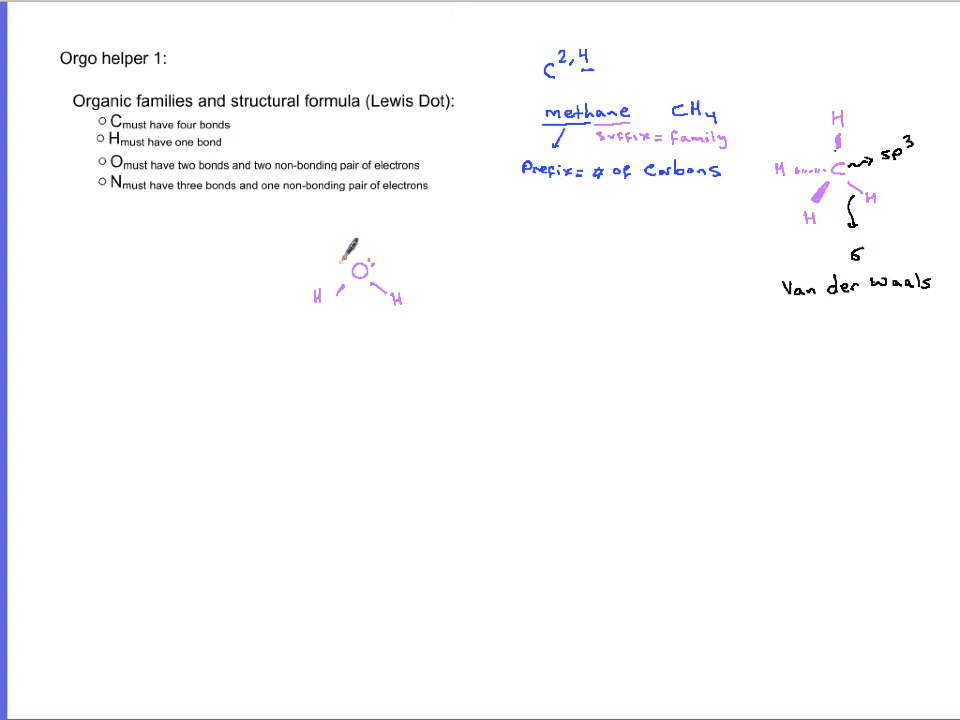 Orgo helper 1:
Organic families and structural formula (Lewis Dot):
C must have four bonds
H must have one bond
O must have two bonds and two non-bonding pair of electrons
N must have three bonds and one non-bonding pair of electrons
C 2,4
methane CH4
suffix = family
Prefix = # of Carbons
H
H C sp3
H H
6
Van der Waals
O
H H